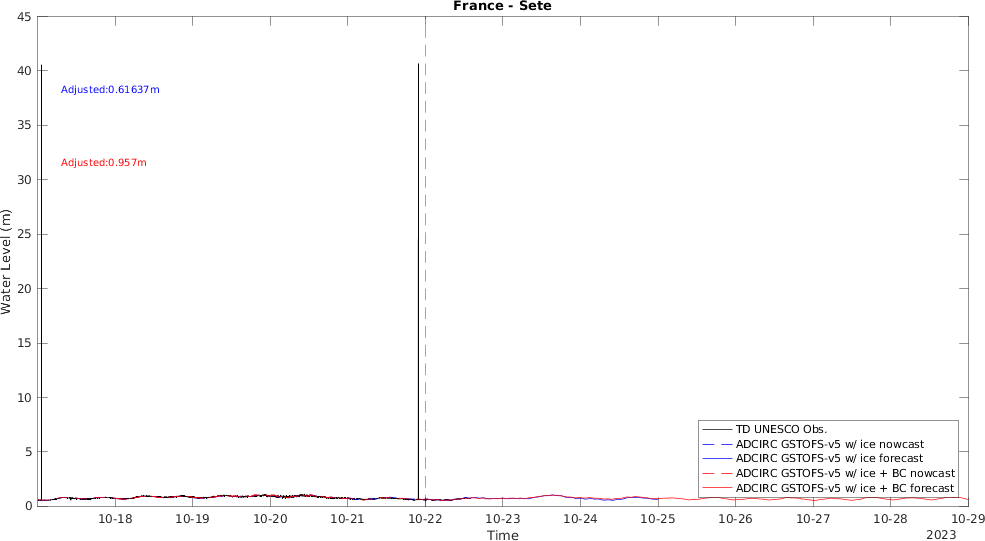 France - Sete
45
40
35
30
25
20
15
10
5
0
Water Level (m)
Adjusted:0.61637m
Adjusted:0.957m
TD UNESCO Obs.
ADCIRC GSTOFS-v5 w/ ice nowcast
ADCIRC GSTOFS-v5 w/ ice forecast
ADCIRC GSTOFS-v5 w/ ice + BC nowcast
ADCIRC GSTOFS-v5 w/ ice + BC forecast
10-18 10-19 10-20 10-21 10-22 10-23 10-24 10-25 10-26 10-27 10-28 10-29
Time
2023